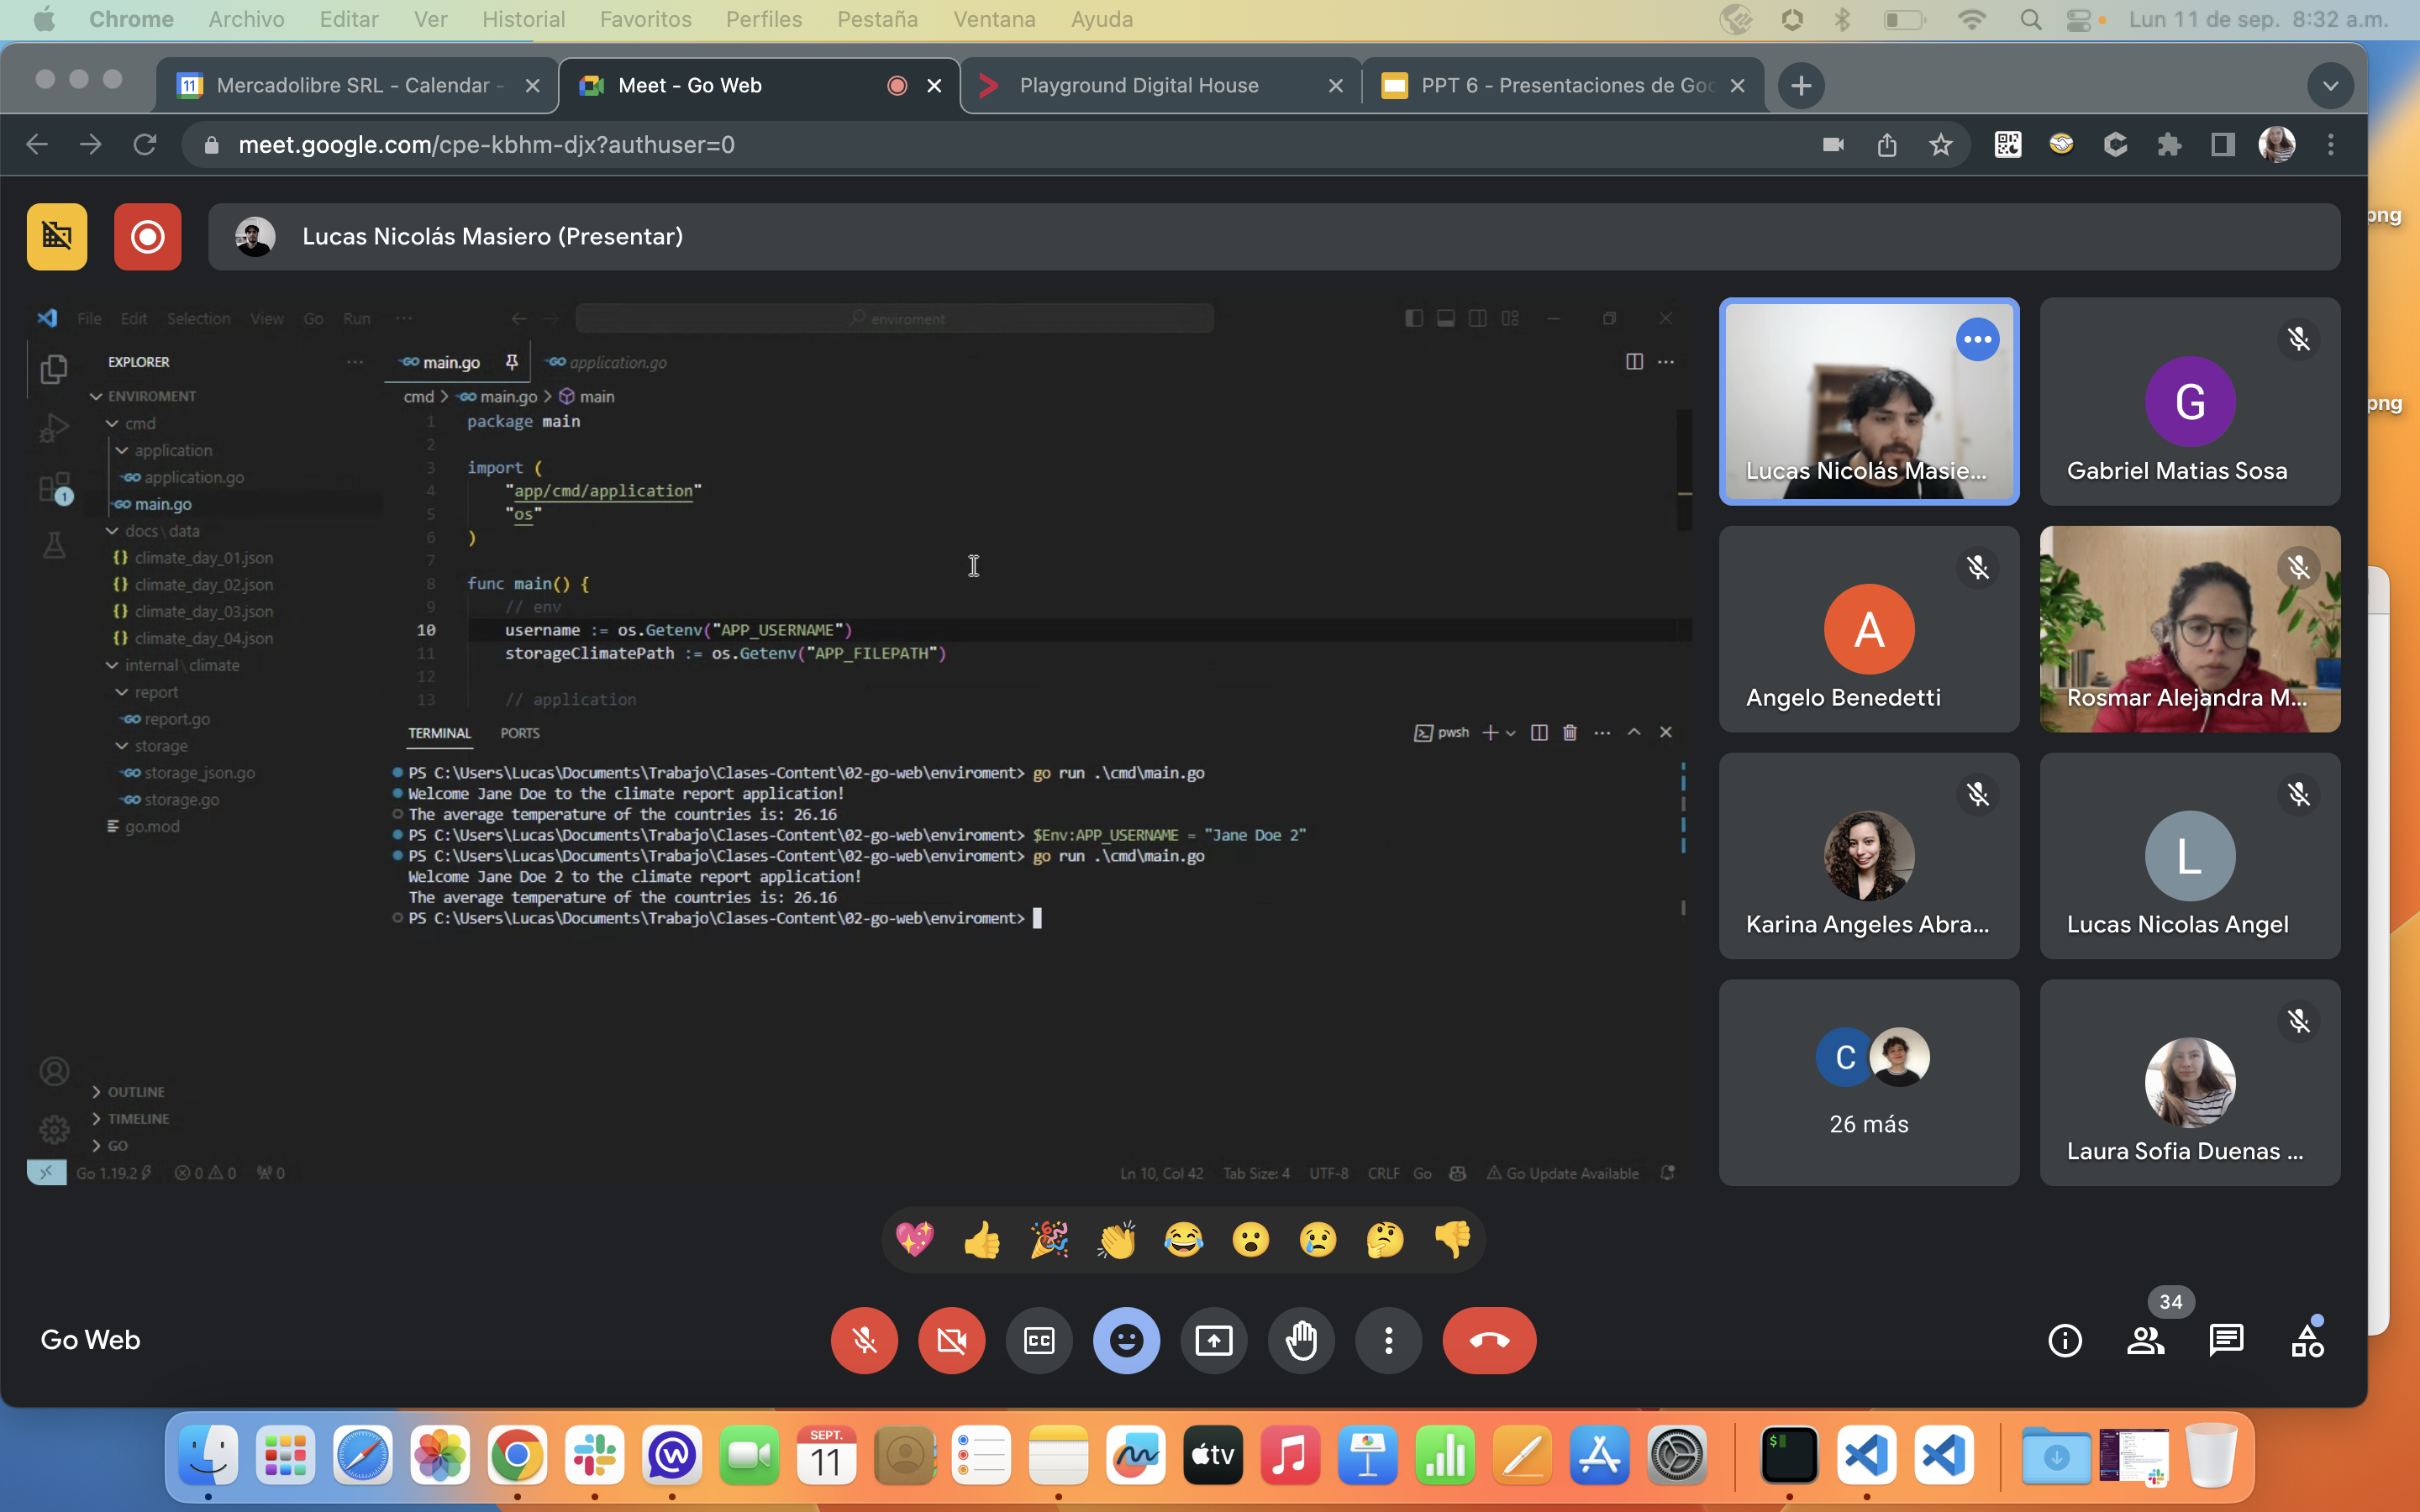 Chrome Archivo Editar Ver Historial Favoritos Perfiles Pestaña Ventana Ayuda Lun 11 de sep. 8:32 a.m.
11 Mercadolibre SRL - Calendar - Meet - Go Web Playground Digital House PPT 6 - Presentaciones de Goo
meet.google.com/cpe-kbhm-djx?authuser=0
Lucas Nicolás Masiero (Presentar)
png
png
File Edit Selection View Go Run ··· enviroment
EXPLORER ···
main.go application.go
ENVIROMENT
cmd
application
application.go
main.go
docs \ data
climate_day_01.json
climate_day_02.json
climate_day_03.json
climate_day_04.json
internal \ climate
report
report.go
storage
storage_json.go
storage.go
go.mod
1
OUTLINE
TIMELINE
GO
cmd > main.go > main
1 package main
2
3 import (
4 "app/cmd/application"
5 "os"
6 )
7
8 func main() {
9 // env
10 username := os.Getenv("APP_USERNAME")
11 storageClimatePath := os.Getenv("APP_FILEPATH")
12
13 // application
TERMINAL PORTS pwsh
PS C:\Users\Lucas\Documents\Trabajo\Clases-Content\02-go-web\enviroment> go run .\cmd\main.go
Welcome Jane Doe to the climate report application!
The average temperature of the countries is: 26.16
PS C:\Users\Lucas\Documents\Trabajo\Clases-Content\02-go-web\enviroment> $Env:APP_USERNAME = "Jane Doe 2"
PS C:\Users\Lucas\Documents\Trabajo\Clases-Content\02-go-web\enviroment> go run .\cmd\main.go
Welcome Jane Doe 2 to the climate report application!
The average temperature of the countries is: 26.16
PS C:\Users\Lucas\Documents\Trabajo\Clases-Content\02-go-web\enviroment>
Go 1.19.2 0 0 0 Ln 10, Col 42 Tab Size: 4 UTF-8 CRLF Go Go Update Available
Lucas Nicolás Masie...
G
Gabriel Matias Sosa
A
Angelo Benedetti
Rosmar Alejandra M...
Karina Angeles Abra...
L
Lucas Nicolas Angel
C
26 más
Laura Sofia Duenas ...
Go Web
CC
34
SEPT.
11
tv
$